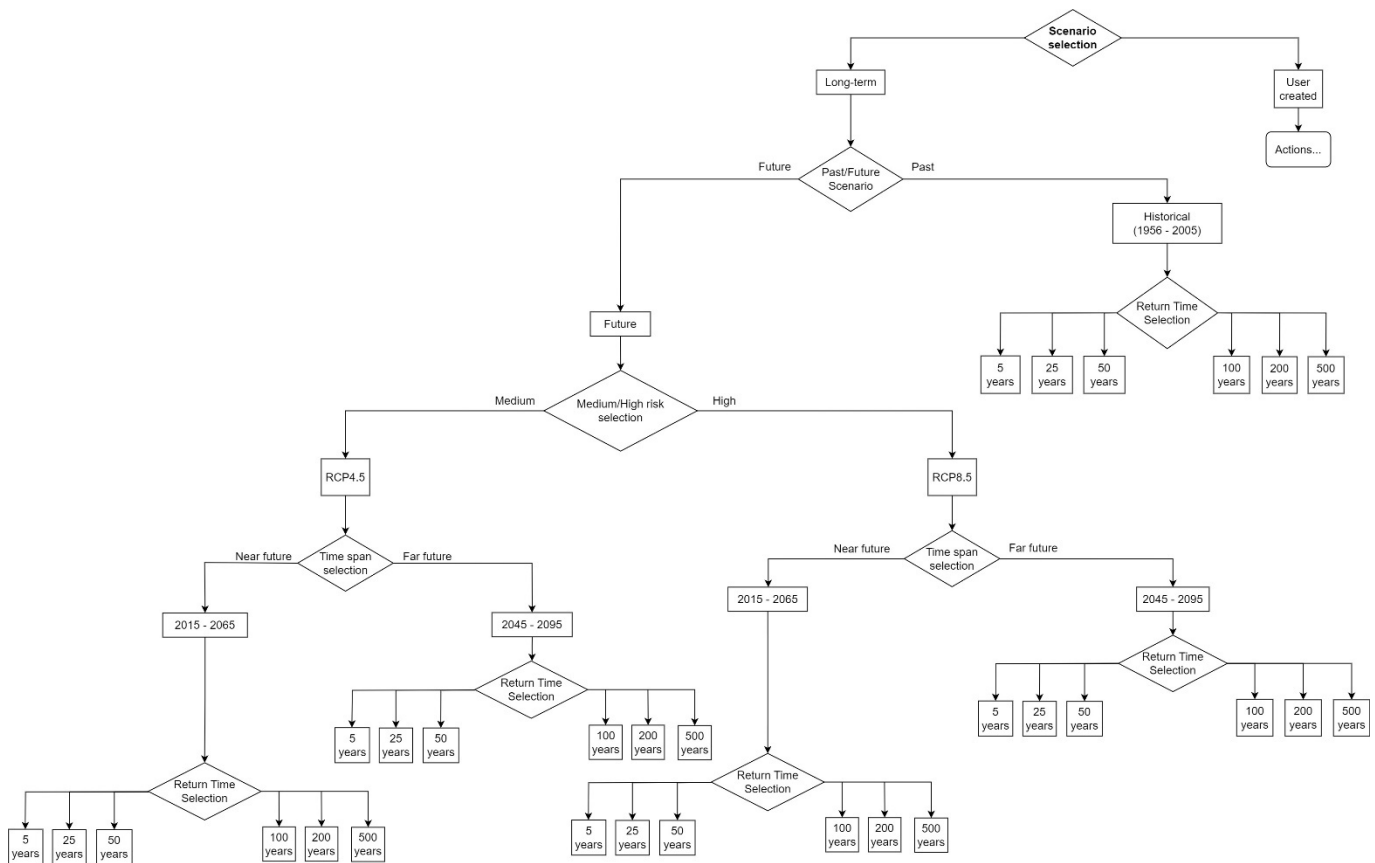 Scenario
selection
Long-term
User
created
Actions...
Future
Past/Future
Scenario
Past
Historical
(1956 - 2005)
Return Time
Selection
5
years
25
years
50
years
100
years
200
years
500
years
Future
Medium
Medium/High risk
selection
High
RCP4.5
RCP8.5
Near future
Time span
selection
Far future
Near future
Time span
selection
Far future
2015 - 2065
2045 - 2095
2015 - 2065
2045 - 2095
Return Time
Selection
5
years
25
years
50
years
100
years
200
years
500
years
Return Time
Selection
5
years
25
years
50
years
100
years
200
years
500
years
Return Time
Selection
5
years
25
years
50
years
100
years
200
years
500
years
Return Time
Selection
5
years
25
years
50
years
100
years
200
years
500
years